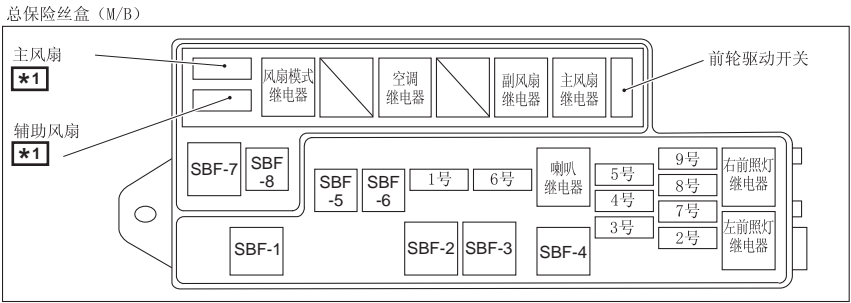 总保险丝盒（M/B）
主风扇
*1
辅助风扇
*1
风扇模式
继电器
空调
继电器
副风扇
继电器
主风扇
继电器
前轮驱动开关
SBF-7
SBF
-8
SBF
-5
SBF
-6
1号
6号
喇叭
继电器
5号
4号
3号
9号
8号
7号
2号
右前照灯
继电器
左前照灯
继电器
SBF-1
SBF-2
SBF-3
SBF-4